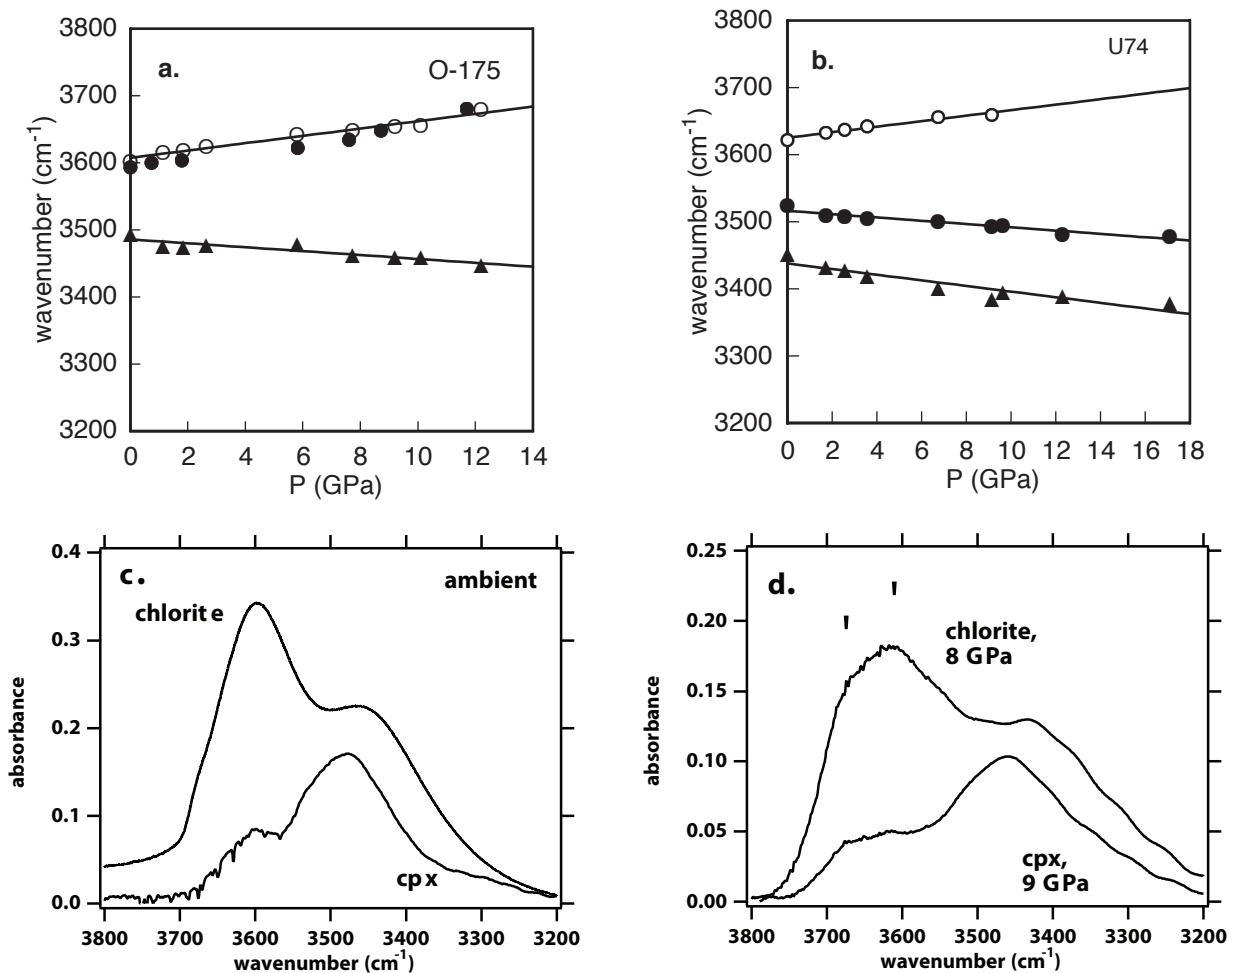 3800
3700
3600
3500
3400
3300
3200
wavenumber (cm-1)
a.
O-175
0 2 4 6 8 10 12 14
P (GPa)
3800
3700
3600
3500
3400
3300
3200
wavenumber (cm-1)
b.
U74
0 2 4 6 8 10 12 14 16 18
P (GPa)
0.4
0.3
0.2
0.1
0.0
absorbance
c.
ambient
chlorite
cpx
3800 3700 3600 3500 3400 3300 3200
wavenumber (cm-1)
0.25
0.20
0.15
0.10
0.05
0.00
absorbance
d.
chlorite,
8 GPa
cpx,
9 GPa
3800 3700 3600 3500 3400 3300 3200
wavenumber (cm-1)